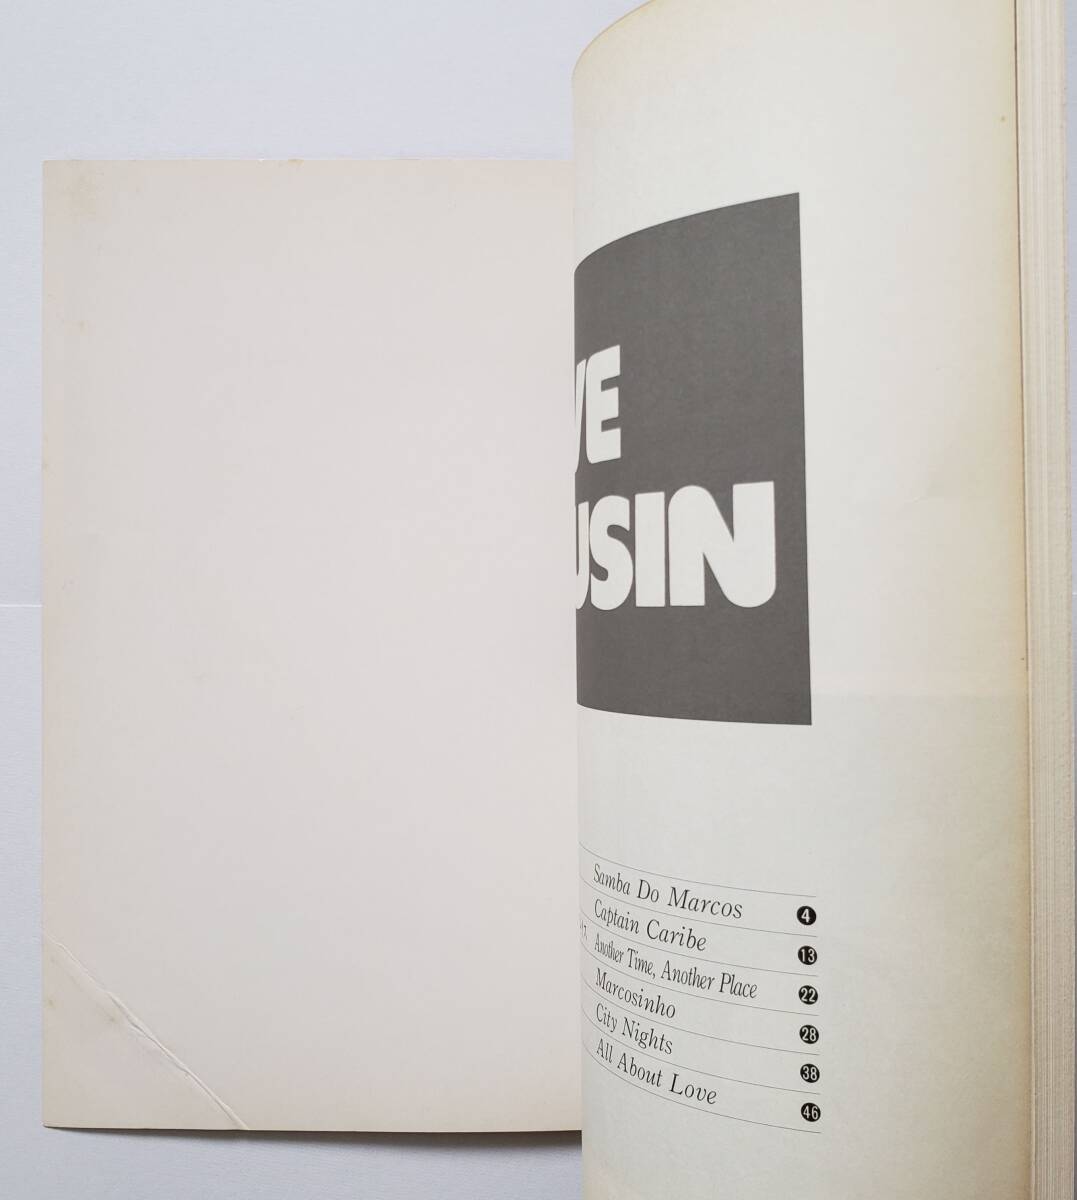 VE
USIN
Samba Do Marcos 4
Captain Caribe 13
Another Time, Another Place 22
Marcosinho 28
City Nights 38
All About Love 46